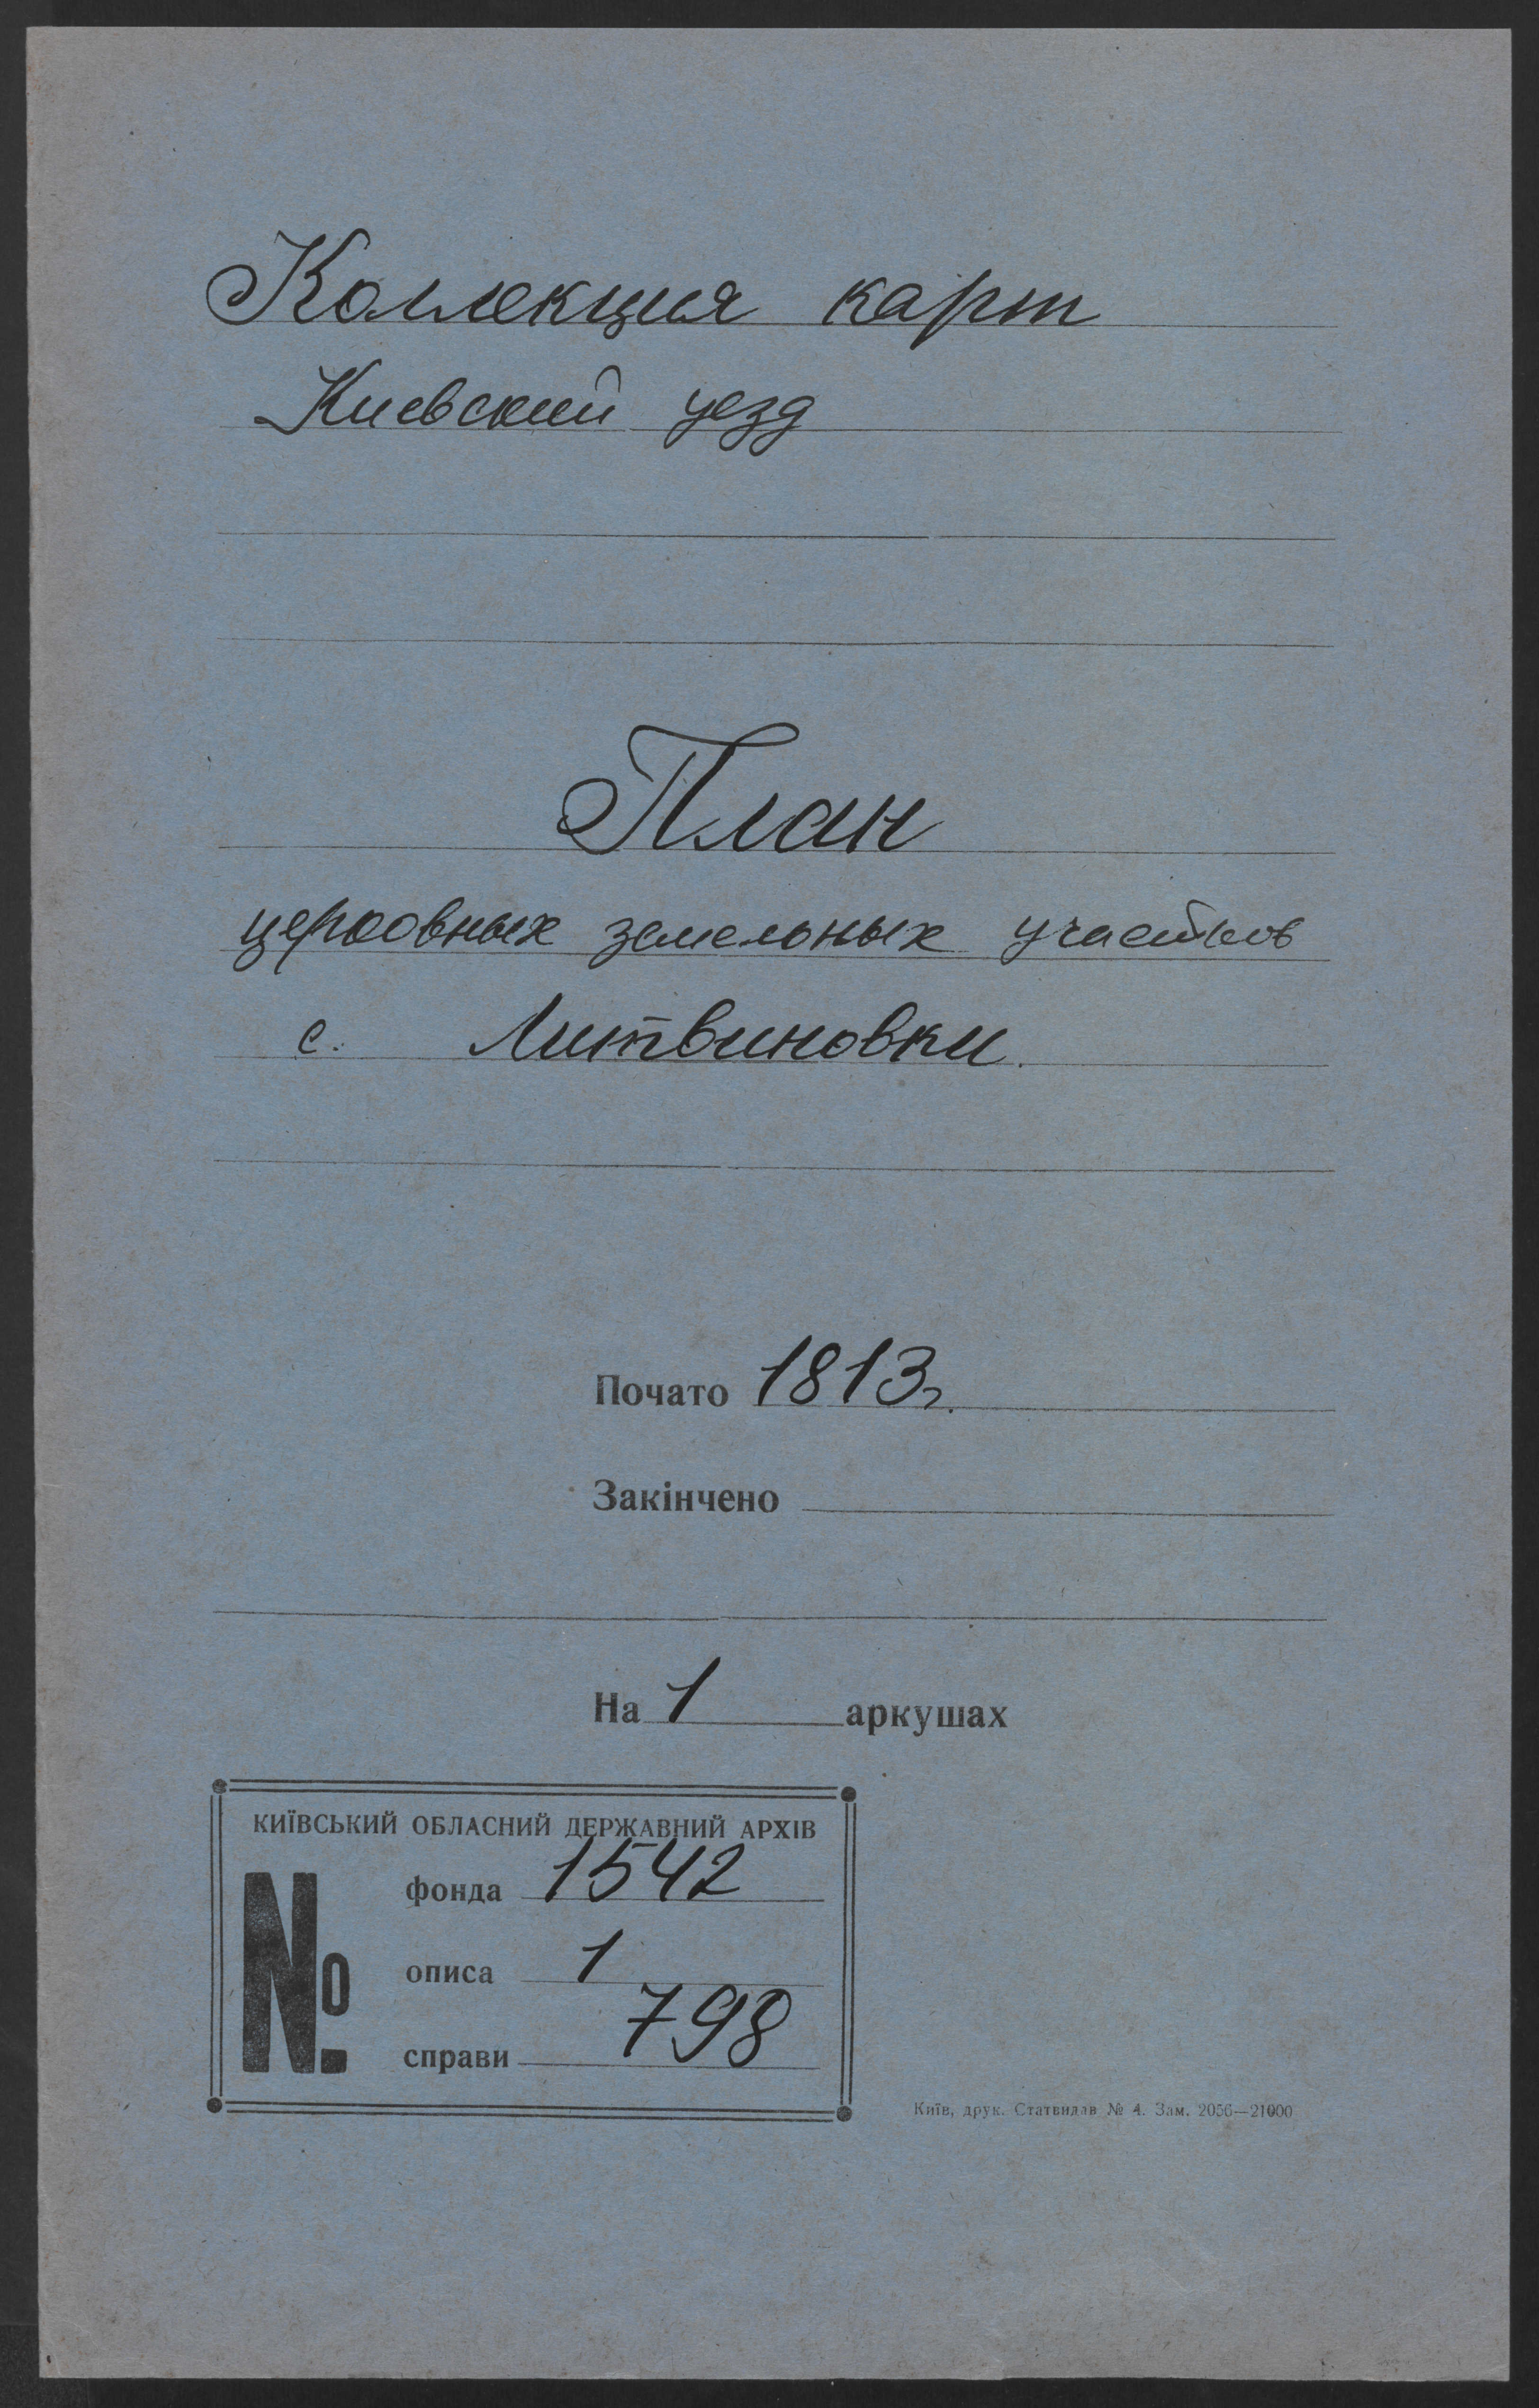 Коллекция карт
Киевский уезд
План
церковных земельных участков
с. Литвиновки.
Почато 1813г.
Закінчено
На 1 аркушах
КИЇВСЬКИЙ ОБЛАСНИЙ ДЕРЖАВНИЙ АРХІВ
№
фонда 1542
описа 1
справи 798
Київ, друк. Статвидав № 4. Зам. 2056—21000